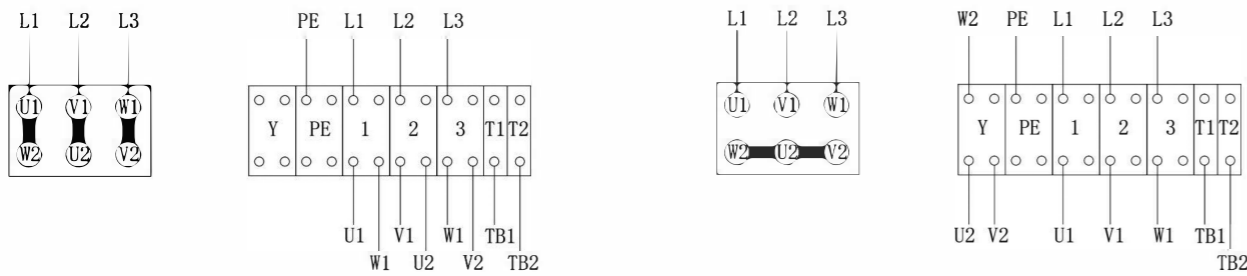 L1 L2 L3
U1 V1 W1
W2 U2 V2
PE L1 L2 L3
Y PE 1 2 3 T1 T2
U1 V1 W1 TB1
W1 U2 V2 TB2
L1 L2 L3
U1 V1 W1
W2 U2 V2
W2 PE L1 L2 L3
Y PE 1 2 3 T1 T2
U2 V2 U1 V1 W1 TB1
TB2